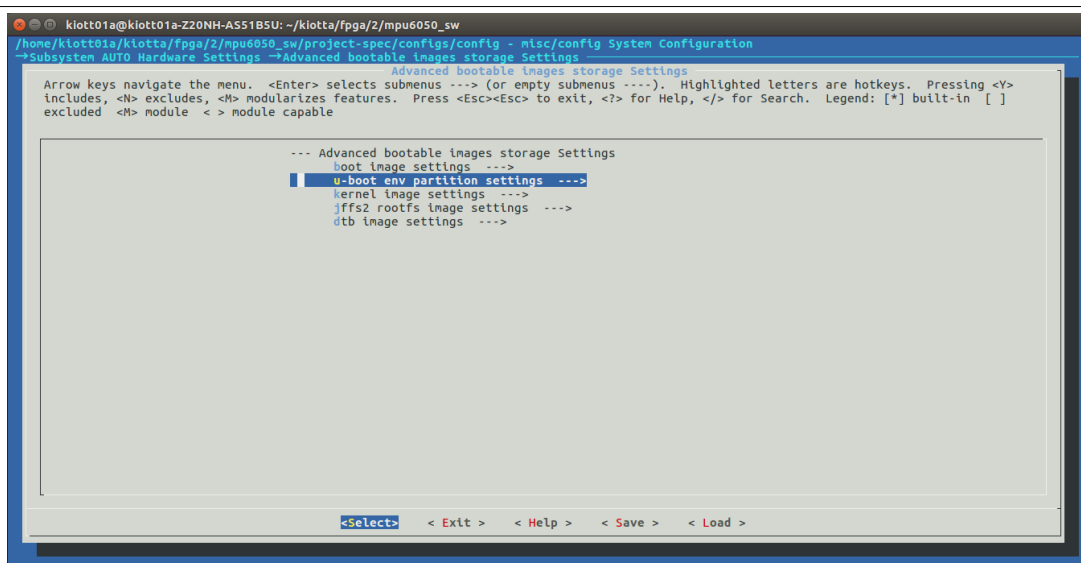 kiott01a@kiott01a-Z20NH-AS51B5U: ~/kiotta/fpga/2/mpu6050_sw
/home/kiott01a/kiotta/fpga/2/mpu6050_sw/project-spec/configs/config - misc/config System Configuration
→Subsystem AUTO Hardware Settings →Advanced bootable images storage Settings
Advanced bootable images storage Settings
Arrow keys navigate the menu. <Enter> selects submenus ---> (or empty submenus ----). Highlighted letters are hotkeys. Pressing <Y>
includes, <N> excludes, <M> modularizes features. Press <Esc><Esc> to exit, <?> for Help, </> for Search. Legend: [*] built-in [ ]
excluded <M> module < > module capable
--- Advanced bootable images storage Settings
boot image settings --->
u-boot env partition settings --->
kernel image settings --->
jffs2 rootfs image settings --->
dtb image settings --->
<Select> < Exit > < Help > < Save > < Load >